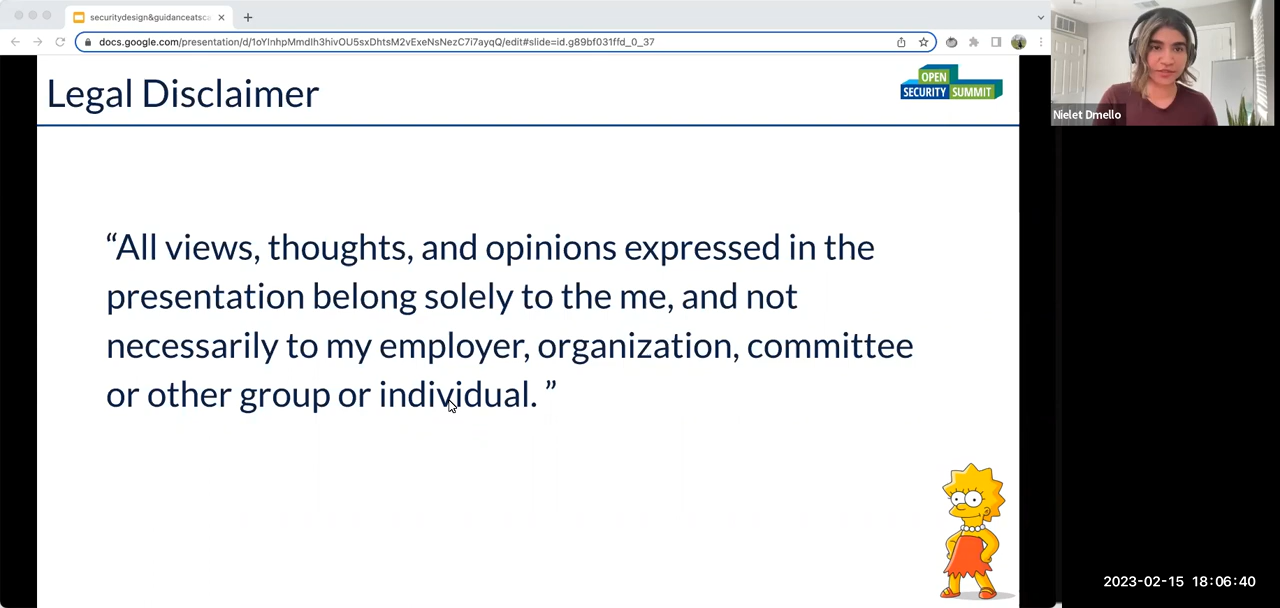 securitydesign&guidanceatsca
docs.google.com/presentation/d/1oYInhpMmdIh3hivOU5sxDhtsM2vExeNsNezC7i7ayqQ/edit#slide=id.g89bf031ffd_0_37
Legal Disclaimer
OPEN
SECURITY SUMMIT
Nielet Dmello
“All views, thoughts, and opinions expressed in the
presentation belong solely to the me, and not
necessarily to my employer, organization, committee
or other group or individual. ”
2023-02-15 18:06:40